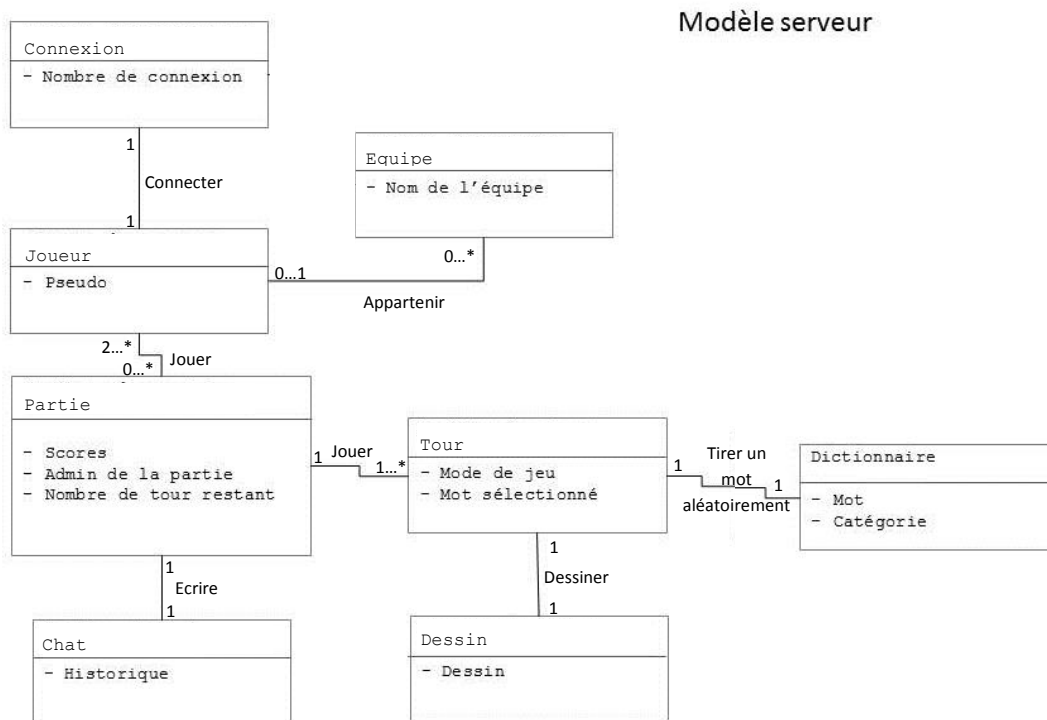 Modèle serveur
Connexion
- Nombre de connexion
1
Connecter
1
Equipe
- Nom de l'équipe
0...*
Joueur
- Pseudo
0...1
Appartenir
2...*
Jouer
0...*
Partie
- Scores
- Admin de la partie
- Nombre de tour restant
1
Jouer
1...*
Tour
- Mode de jeu
- Mot sélectionné
1
Tirer un
mot
aléatoirement
1
Dictionnaire
- Mot
- Catégorie
1
Ecrire
1
Chat
- Historique
1
Dessiner
1
Dessin
- Dessin